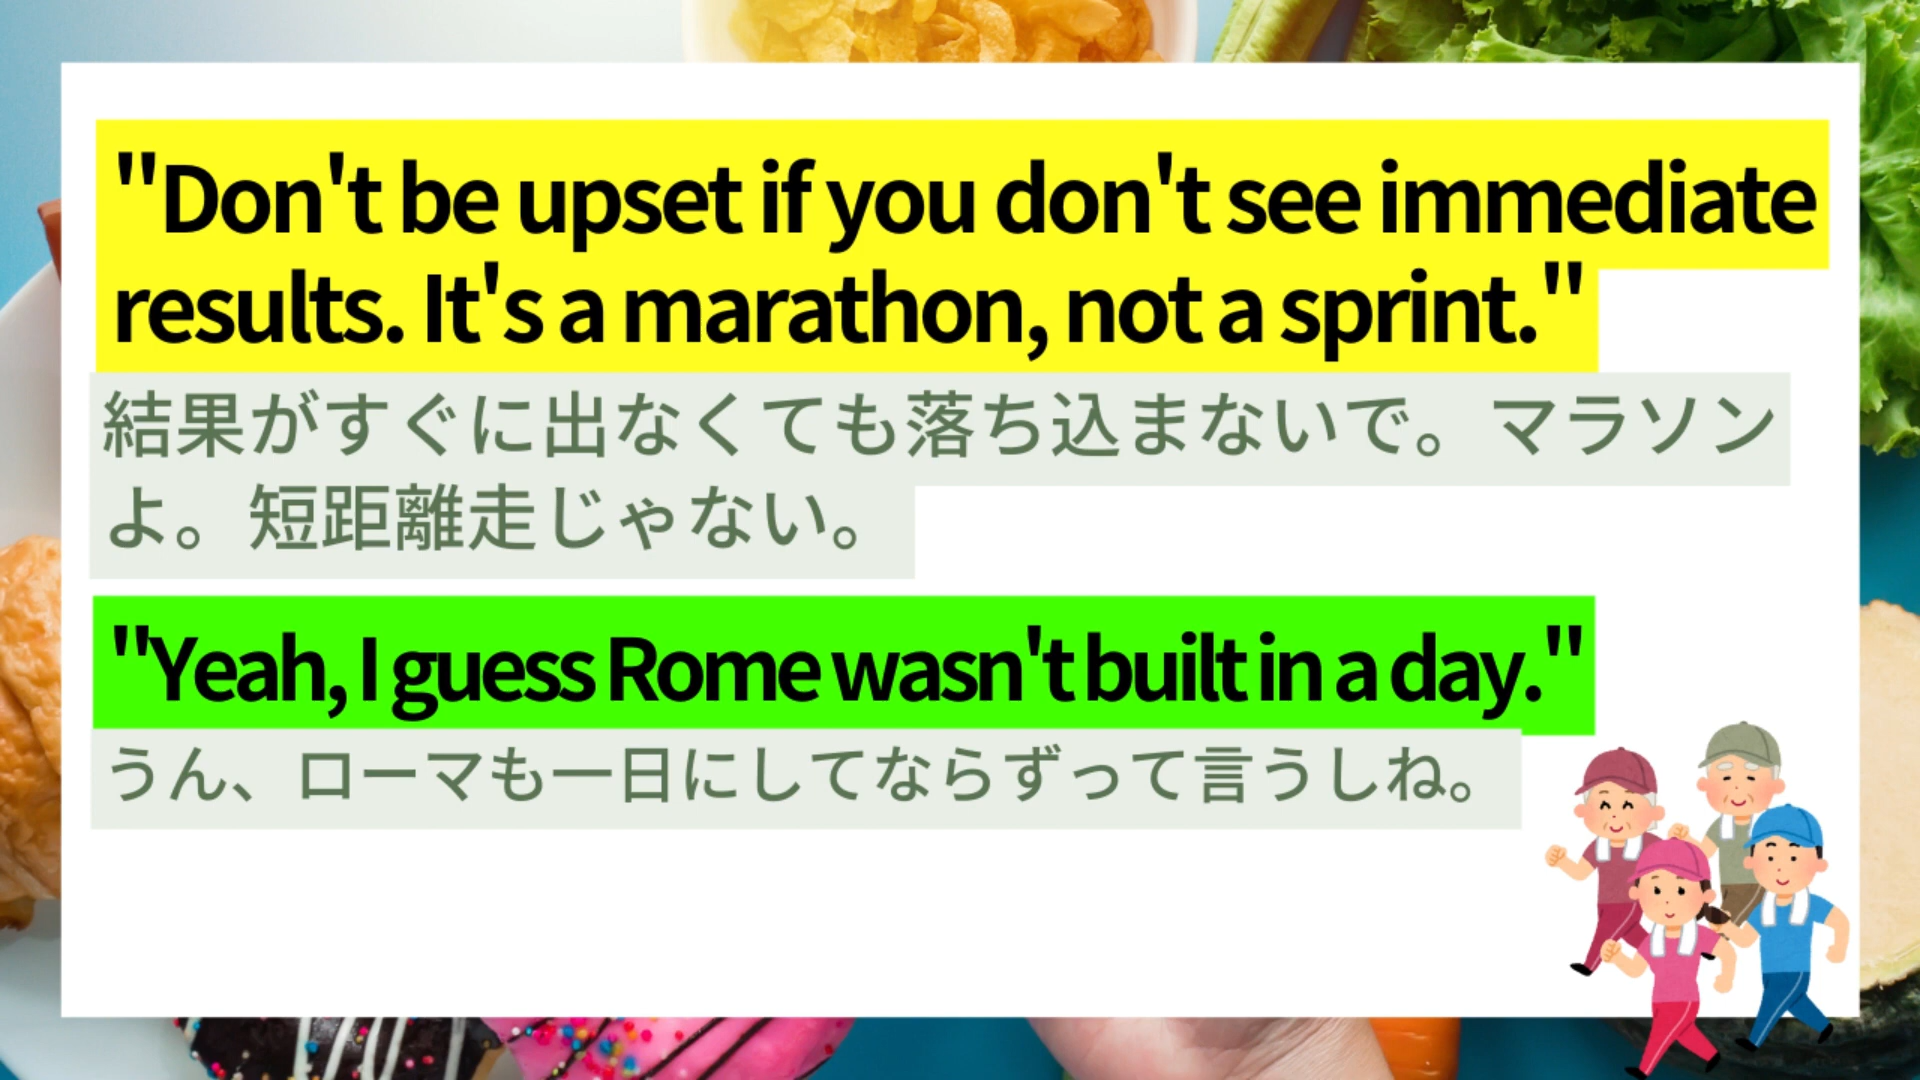 "Don't be upset if you don't see immediate
results. It's a marathon, not a sprint."
結果がすぐに出なくても落ち込まないで。マラソン
よ。短距離走じゃない。
"Yeah, I guess Rome wasn't built in a day."
うん、ローマも一日にしてならずって言うしね。